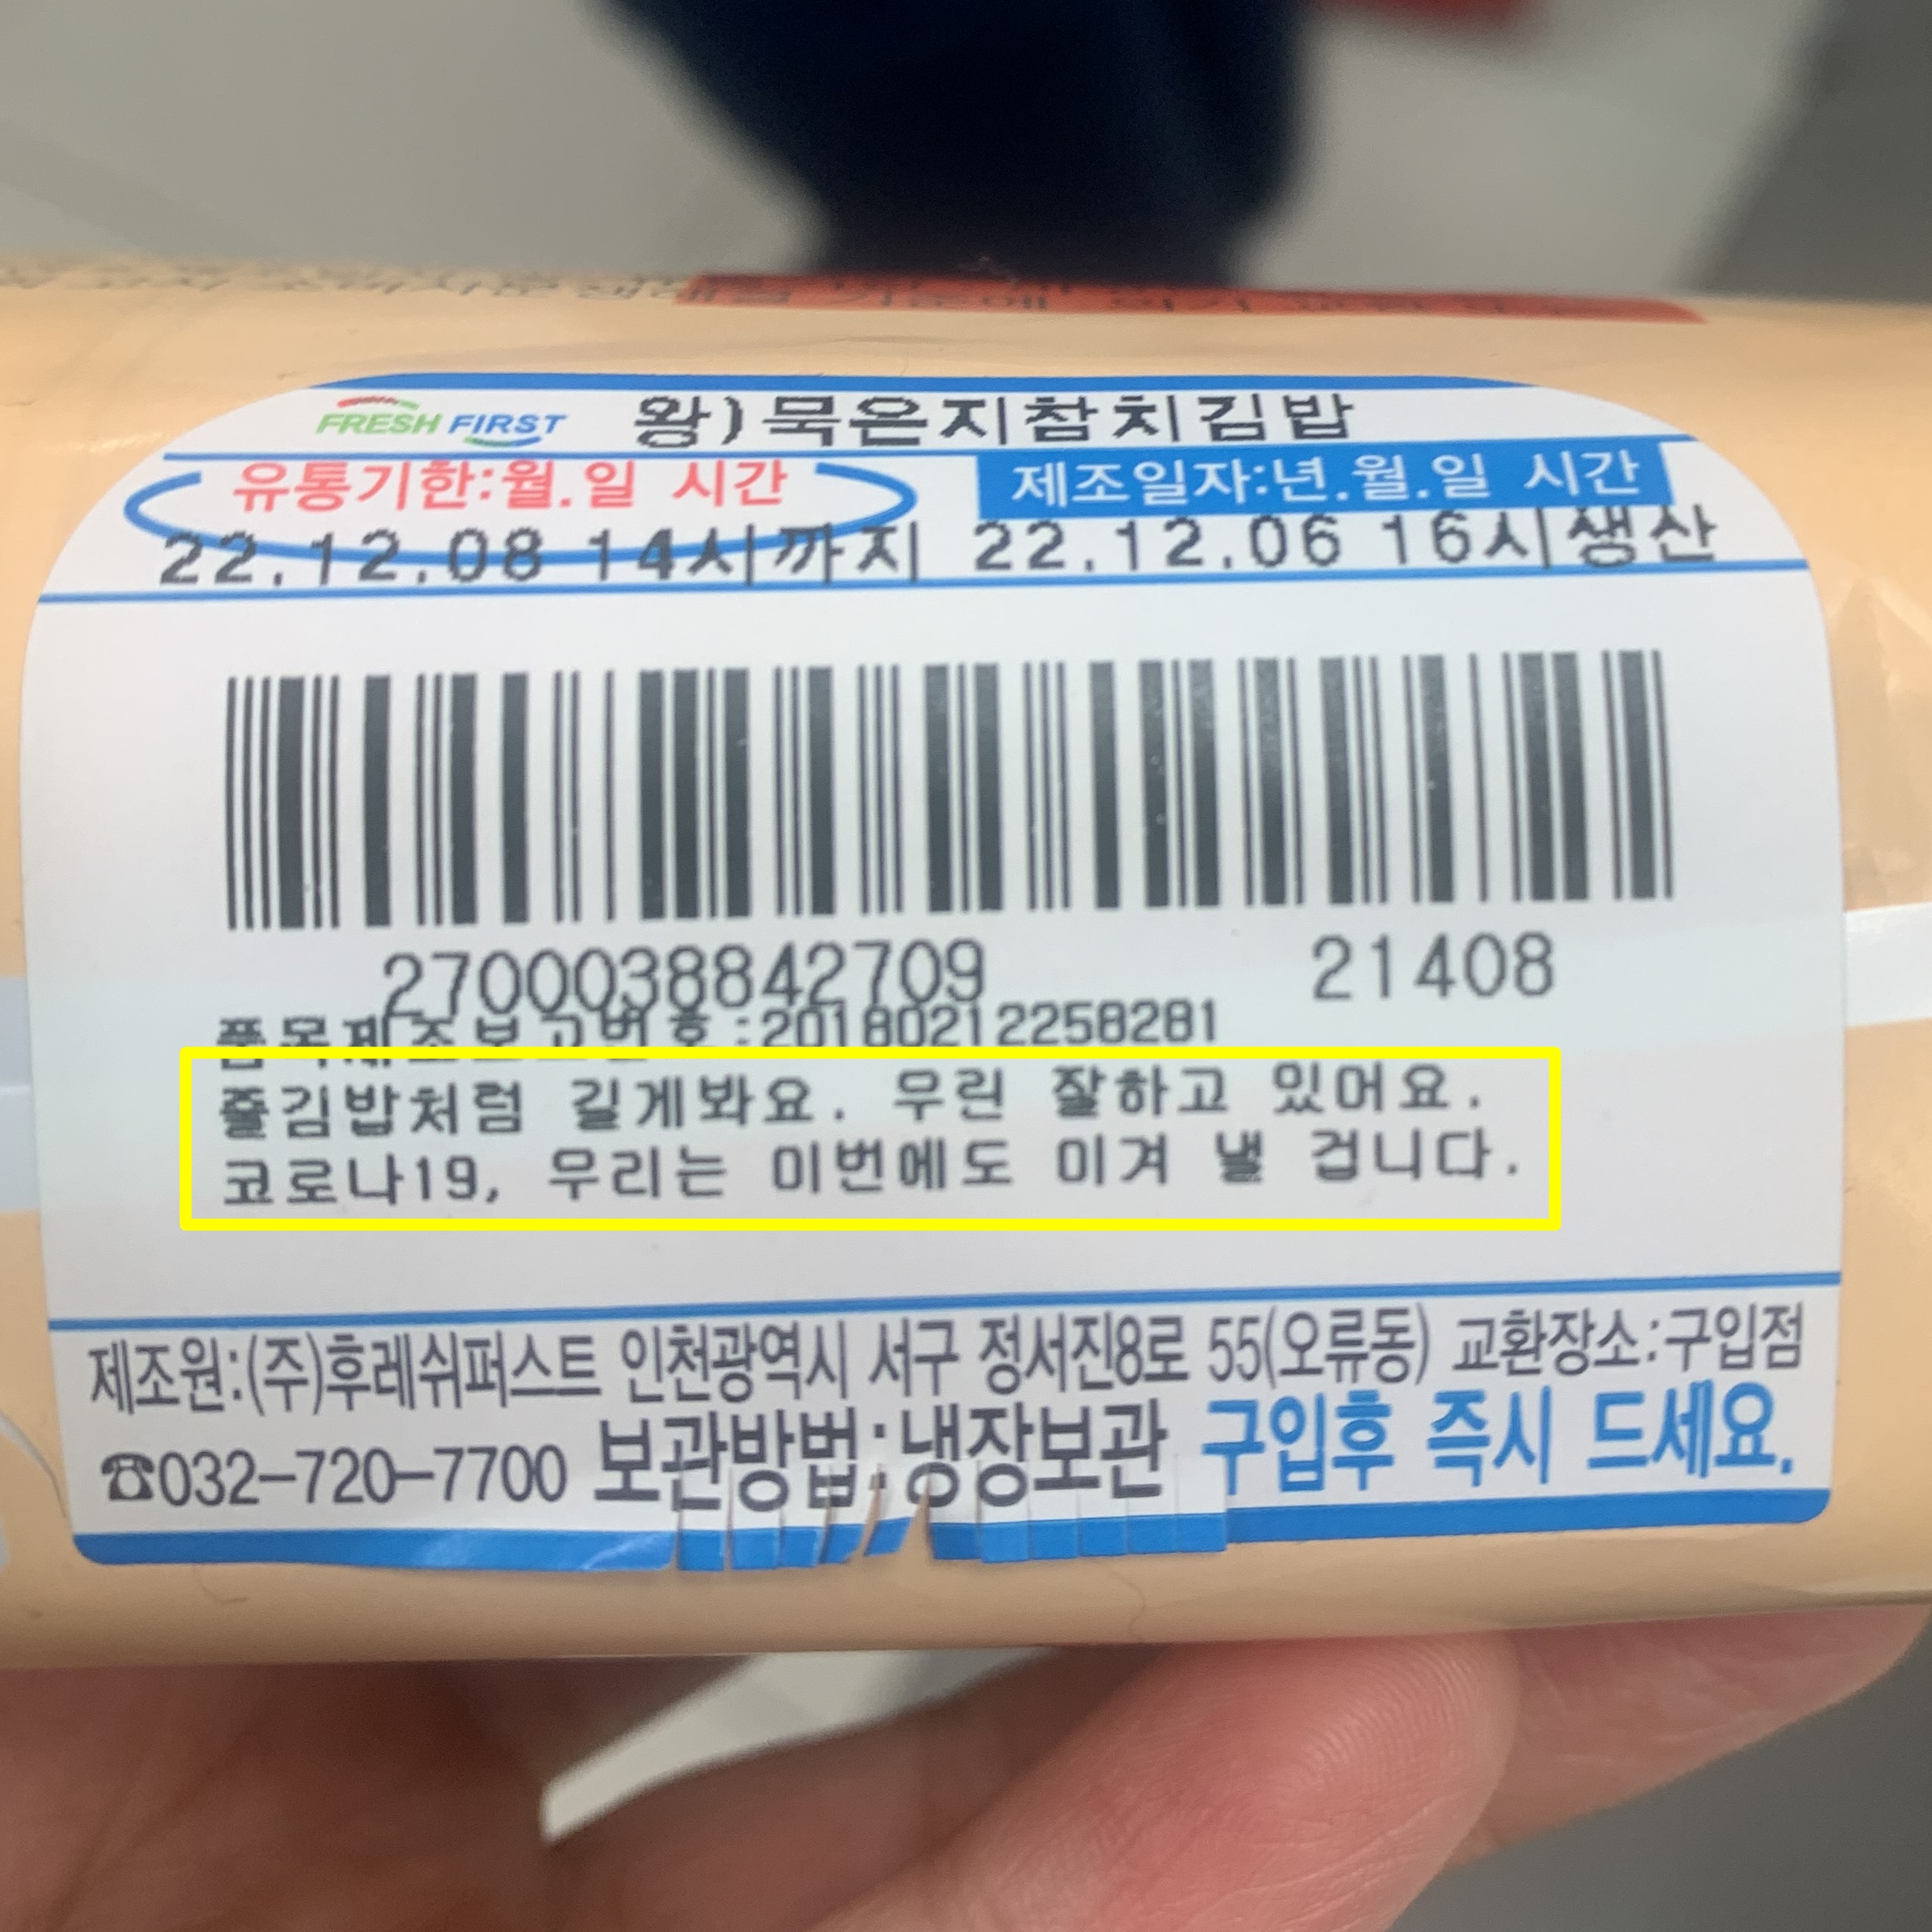 FRESH FIRST 왕)묵은지참치김밥
유통기한:월.일 시간 제조일자:년.월.일 시간
22.12.08 14시까지 22.12.06 16시생산
2700038842709 21408
품목제조보고번호:20180212258281
줄김밥처럼 길게봐요. 우린 잘하고 있어요.
코로나19, 우리는 이번에도 이겨 낼 겁니다.
제조원:(주)후레쉬퍼스트 인천광역시 서구 정서진8로 55(오류동) 교환장소:구입점
☎032-720-7700 보관방법:냉장보관 구입후 즉시 드세요.